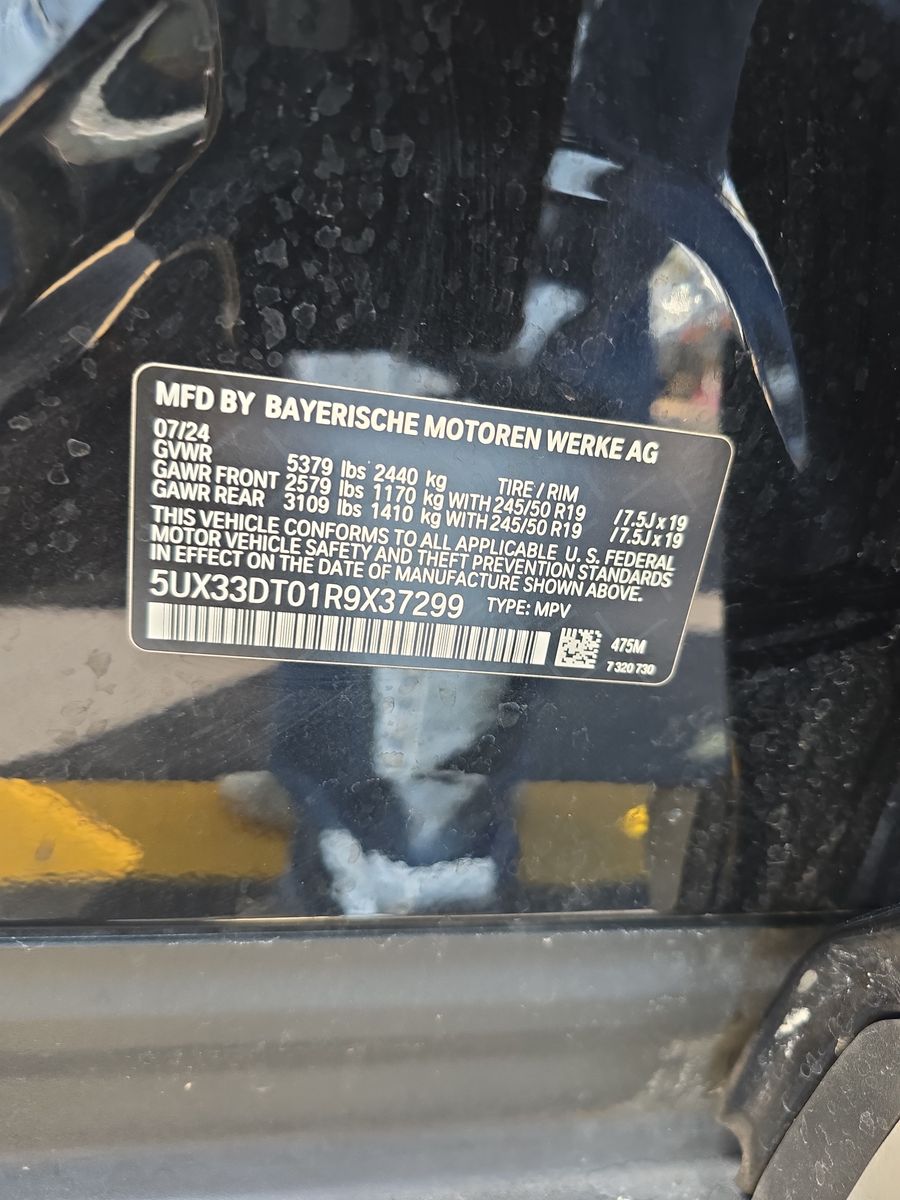 MFD BY BAYERISCHE MOTOREN WERKE AG
07/24
GVWR 5379 lbs 2440 kg TIRE / RIM
GAWR FRONT 2579 lbs 1170 kg WITH 245/50 R19 /7.5J x 19
GAWR REAR 3109 lbs 1410 kg WITH 245/50 R19 /7.5J x 19
THIS VEHICLE CONFORMS TO ALL APPLICABLE U. S. FEDERAL
MOTOR VEHICLE SAFETY AND THEFT PREVENTION STANDARDS
IN EFFECT ON THE DATE OF MANUFACTURE SHOWN ABOVE.
5UX33DT01R9X37299 TYPE: MPV
475M
7 320 730